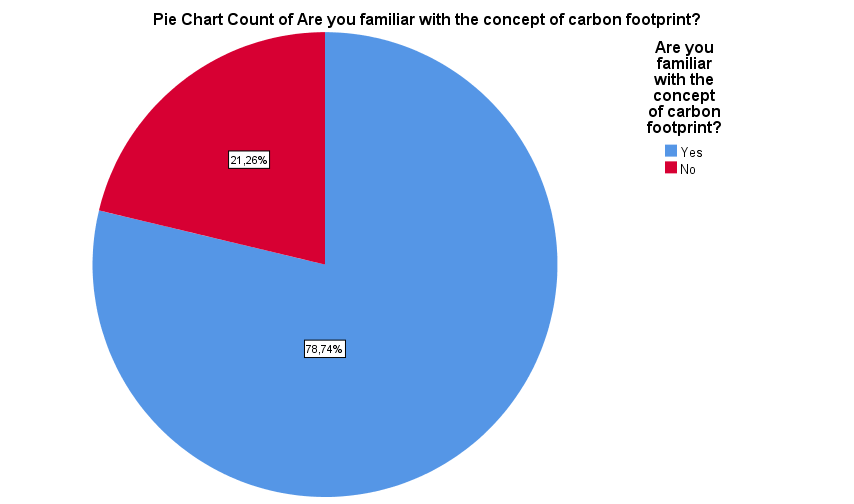 Pie Chart Count of Are you familiar with the concept of carbon footprint?
Are you
familiar
with the
concept
of carbon
footprint?
Yes
No
21,26%
78,74%